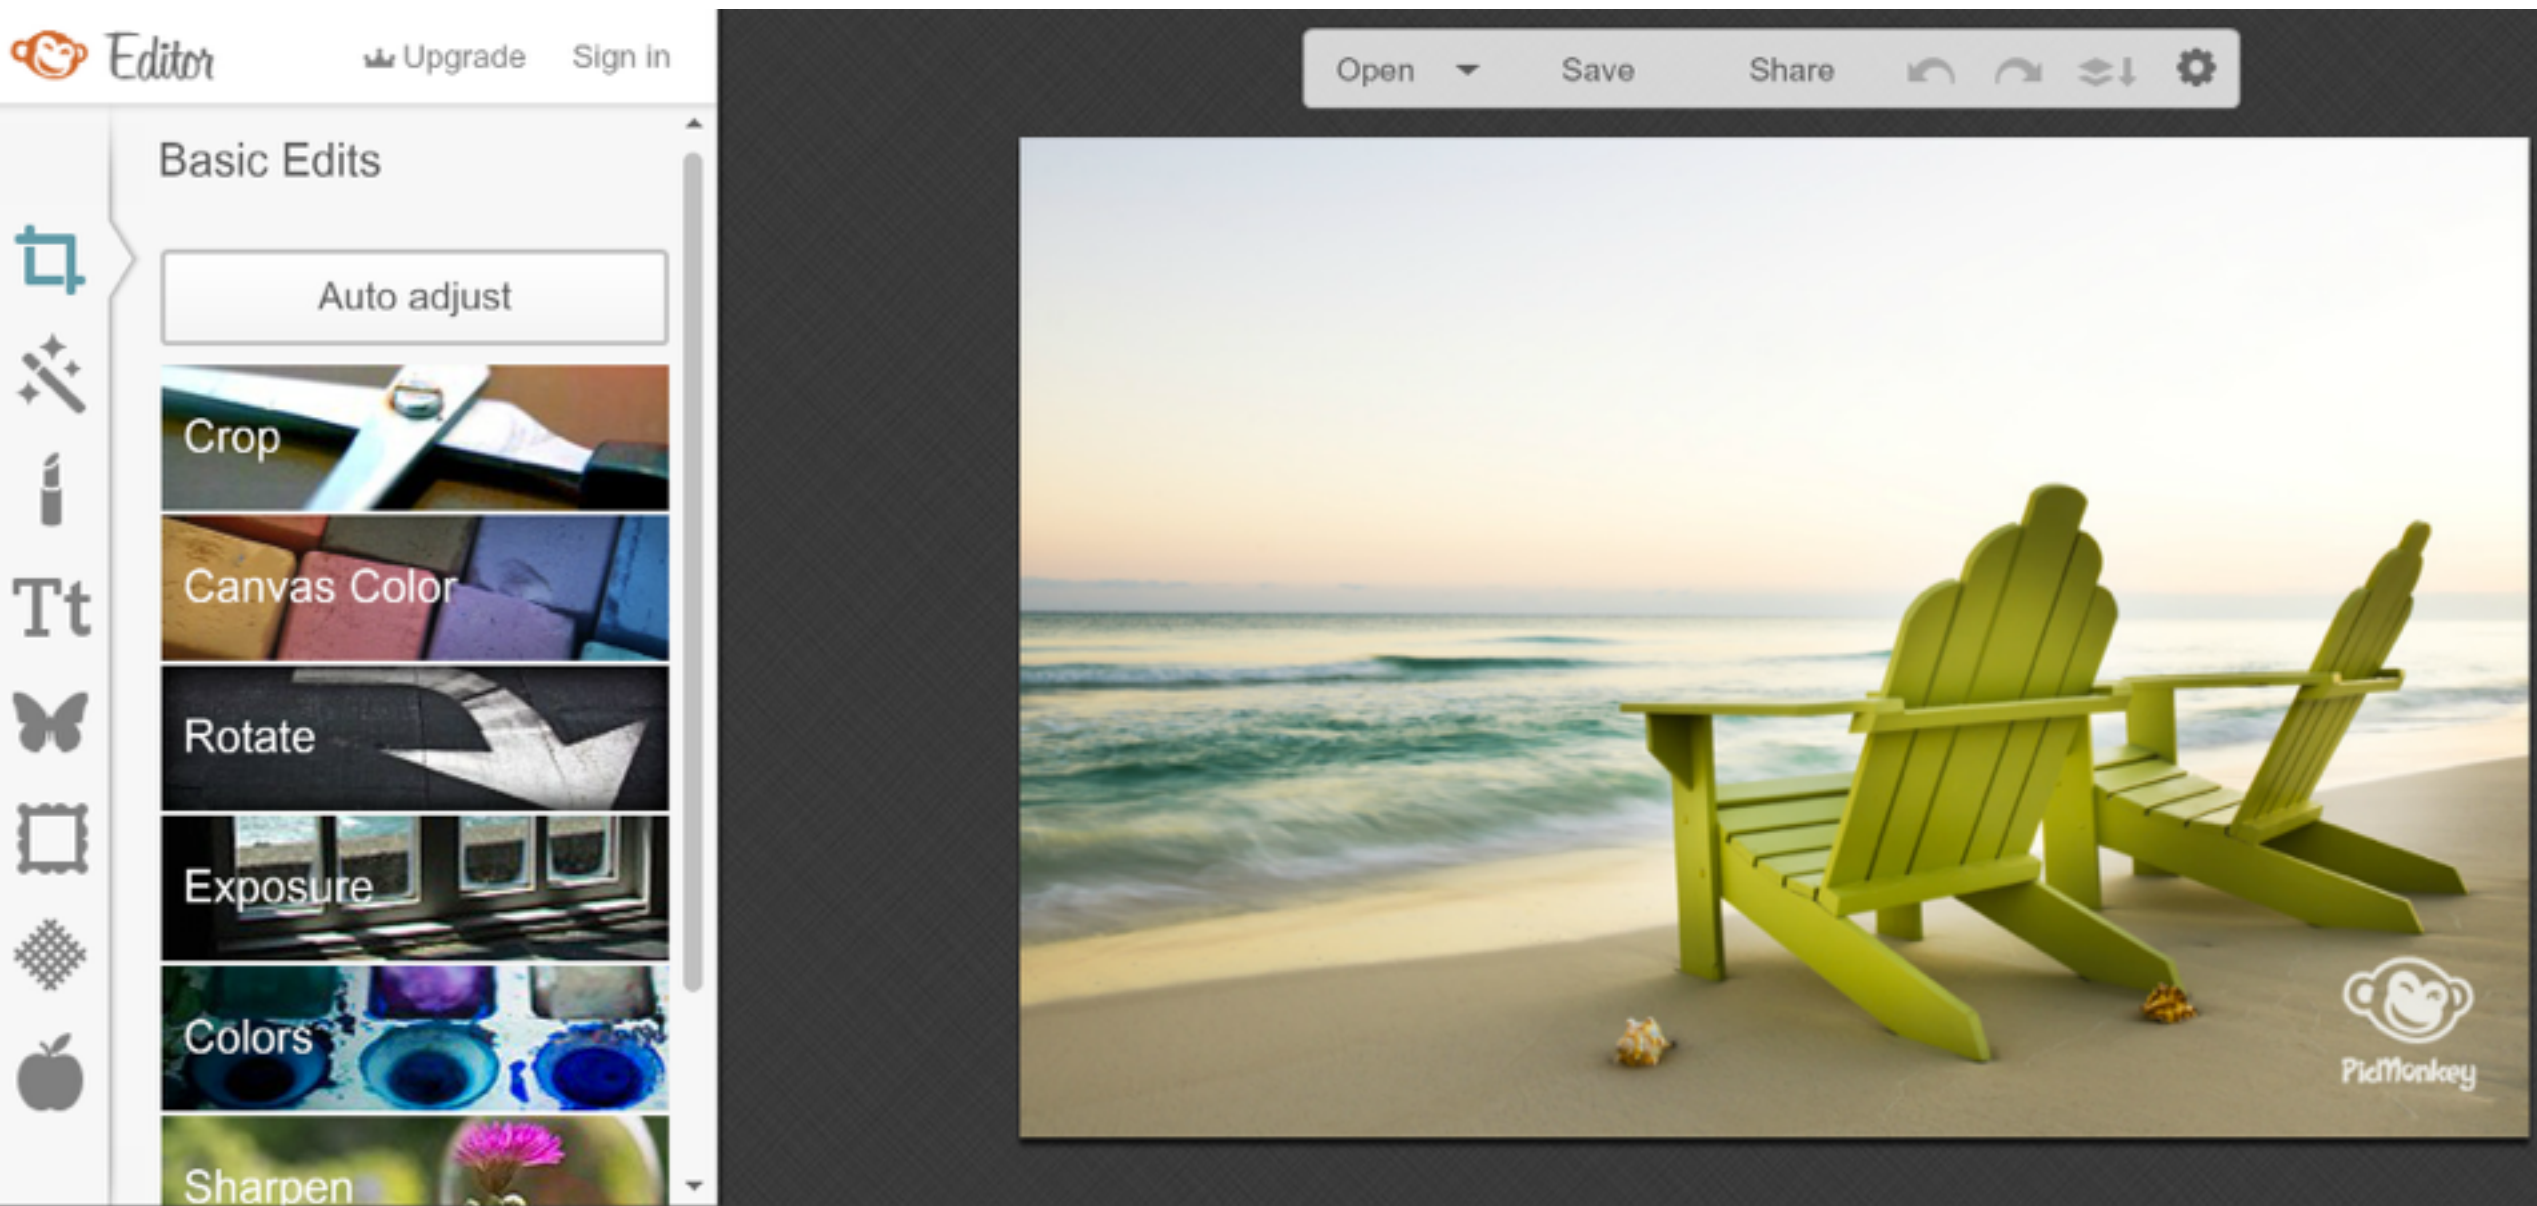 Editor
Upgrade
Sign in
Open
Save
Share
Basic Edits
Auto adjust
Crop
Canvas Color
Rotate
Exposure
Colors
Sharpen
Tt
PicMonkey